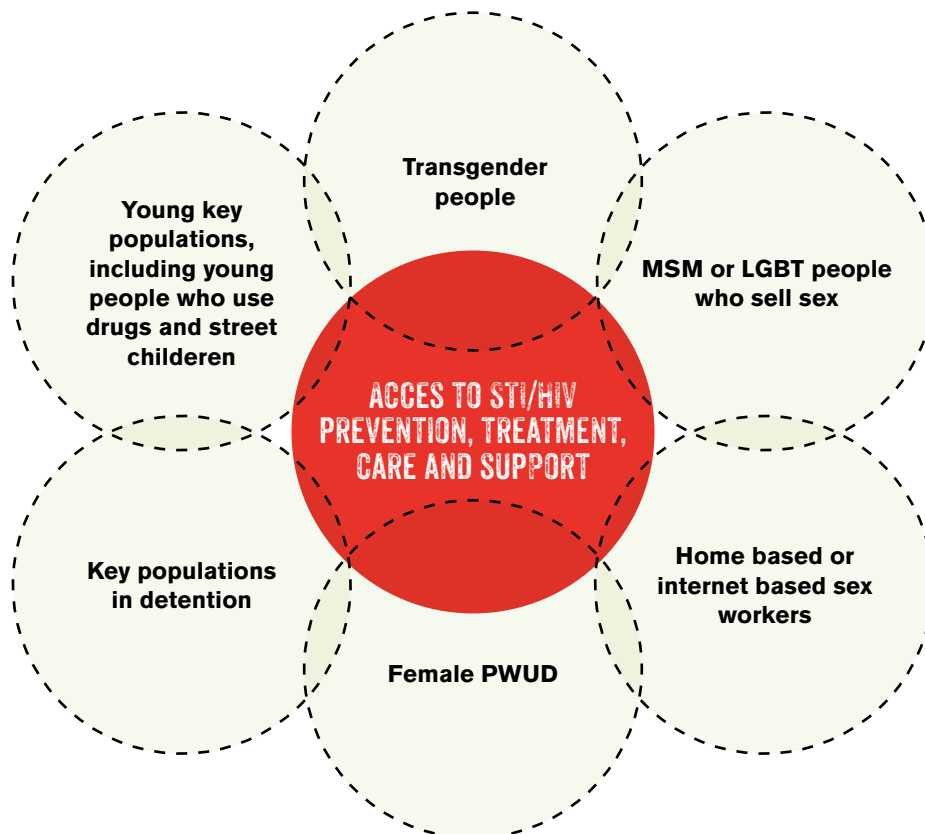 Transgender
people
Young key
populations,
including young
people who use
drugs and street
childeren
MSM or LGBT people
who sell sex
ACCES TO STI/HIV
PREVENTION, TREATMENT,
CARE AND SUPPORT
Key populations
in detention
Home based or
internet based sex
workers
Female PWUD